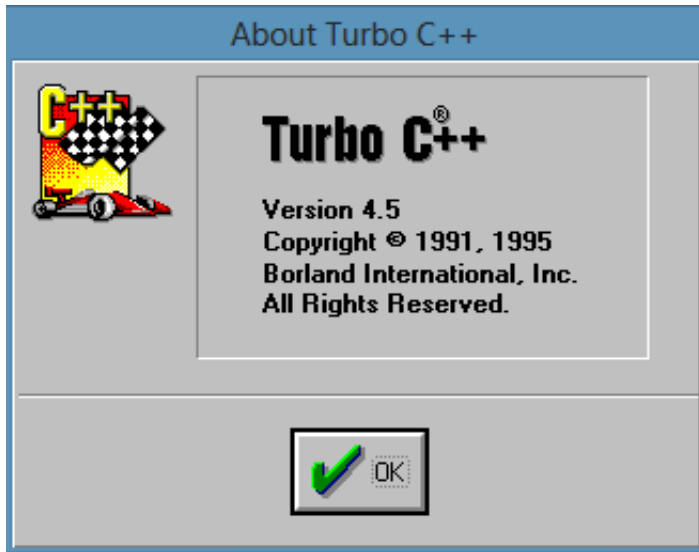 About Turbo C++
C++
Turbo C++®
Version 4.5
Copyright © 1991, 1995
Borland International, Inc.
All Rights Reserved.
OK